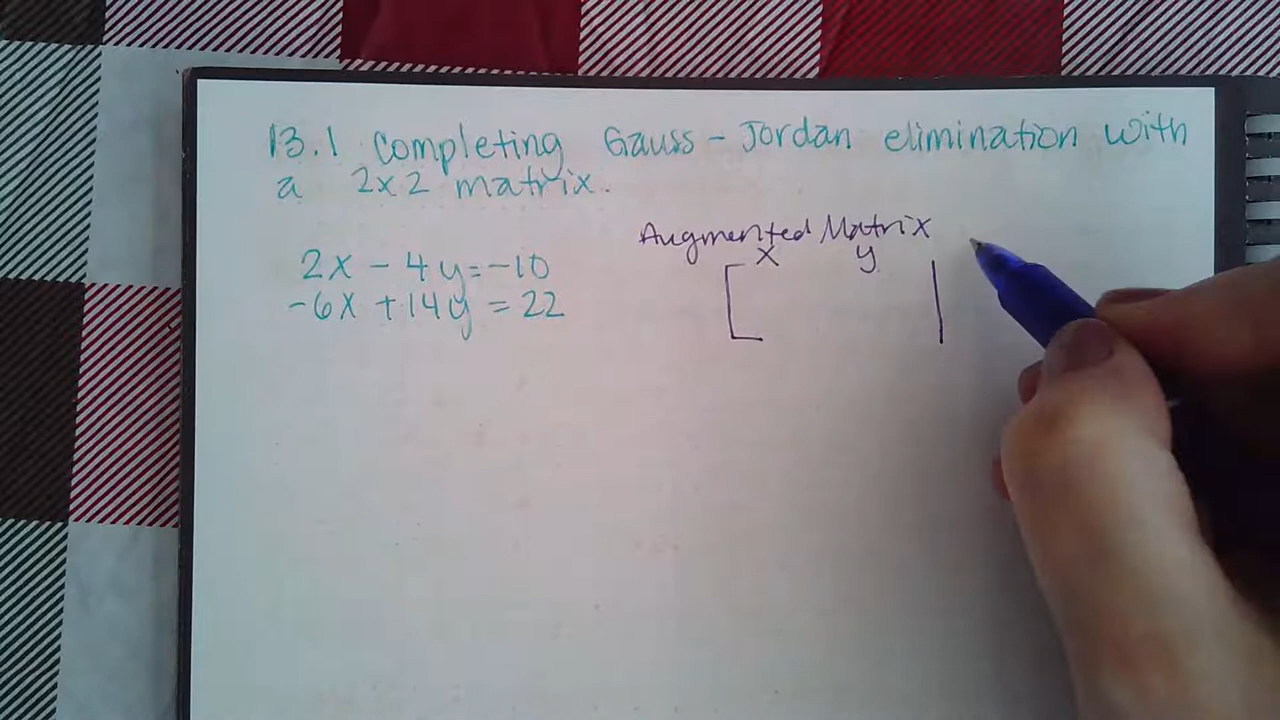 13.1 Completing Gauss-Jordan elimination with
a 2x2 matrix.
Augmented Matrix
x y
2x - 4y = -10
-6x + 14y = 22